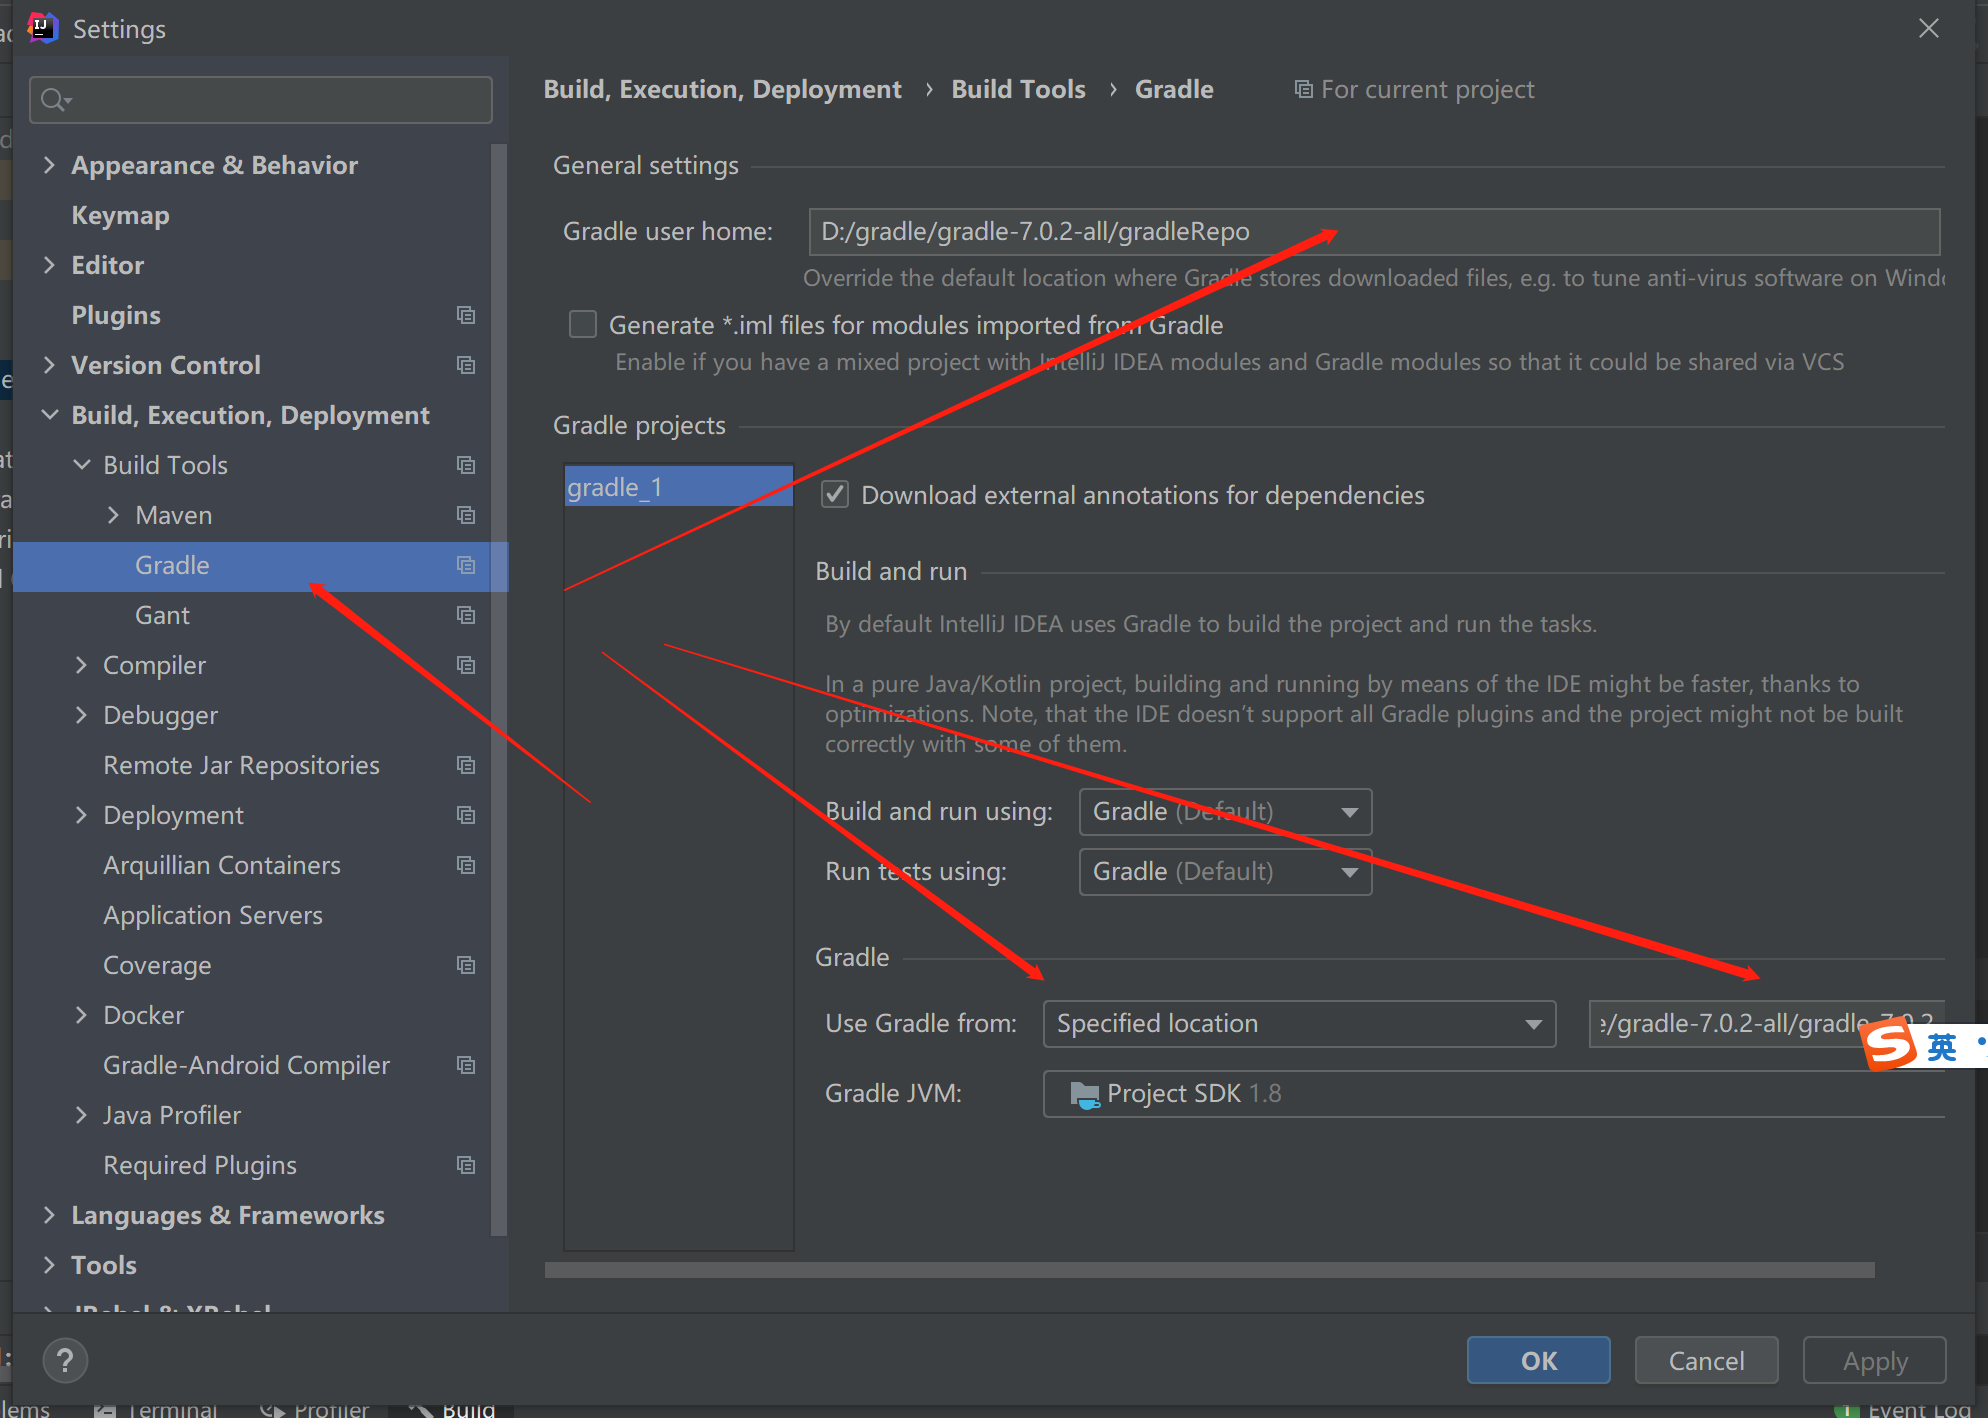 Settings
Build, Execution, Deployment › Build Tools › Gradle For current project
Appearance & Behavior
Keymap
Editor
Plugins
Version Control
Build, Execution, Deployment
Build Tools
Maven
Gradle
Gant
Compiler
Debugger
Remote Jar Repositories
Deployment
Arquillian Containers
Application Servers
Coverage
Docker
Gradle-Android Compiler
Java Profiler
Required Plugins
Languages & Frameworks
Tools
JRebel & XRebel
General settings
Gradle user home: D:/gradle/gradle-7.0.2-all/gradleRepo
Override the default location where Gradle stores downloaded files, e.g. to tune anti-virus software on Windo
Generate *.iml files for modules imported from Gradle
Enable if you have a mixed project with IntelliJ IDEA modules and Gradle modules so that it could be shared via VCS
Gradle projects
gradle_1
Download external annotations for dependencies
Build and run
By default IntelliJ IDEA uses Gradle to build the project and run the tasks.
In a pure Java/Kotlin project, building and running by means of the IDE might be faster, thanks to
optimizations. Note, that the IDE doesn't support all Gradle plugins and the project might not be built
correctly with some of them.
Build and run using: Gradle (Default)
Run tests using: Gradle (Default)
Gradle
Use Gradle from: Specified location e/gradle-7.0.2-all/gradle-7.0.2
英
Gradle JVM: Project SDK 1.8
? OK Cancel Apply
lems Terminal Profiler Build Event Log